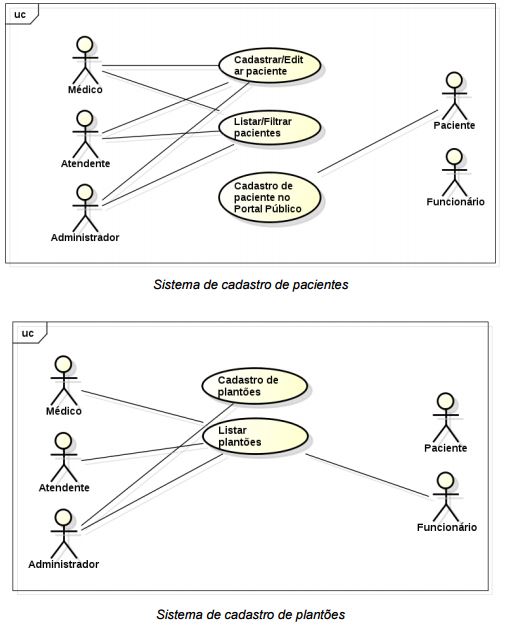 uc
Médico
Atendente
Administrador
Cadastrar/Edit
ar paciente
Listar/Filtrar
pacientes
Cadastro de
paciente no
Portal Público
Paciente
Funcionário
Sistema de cadastro de pacientes
uc
Médico
Atendente
Administrador
Cadastro de
plantões
Listar
plantões
Paciente
Funcionário
Sistema de cadastro de plantões